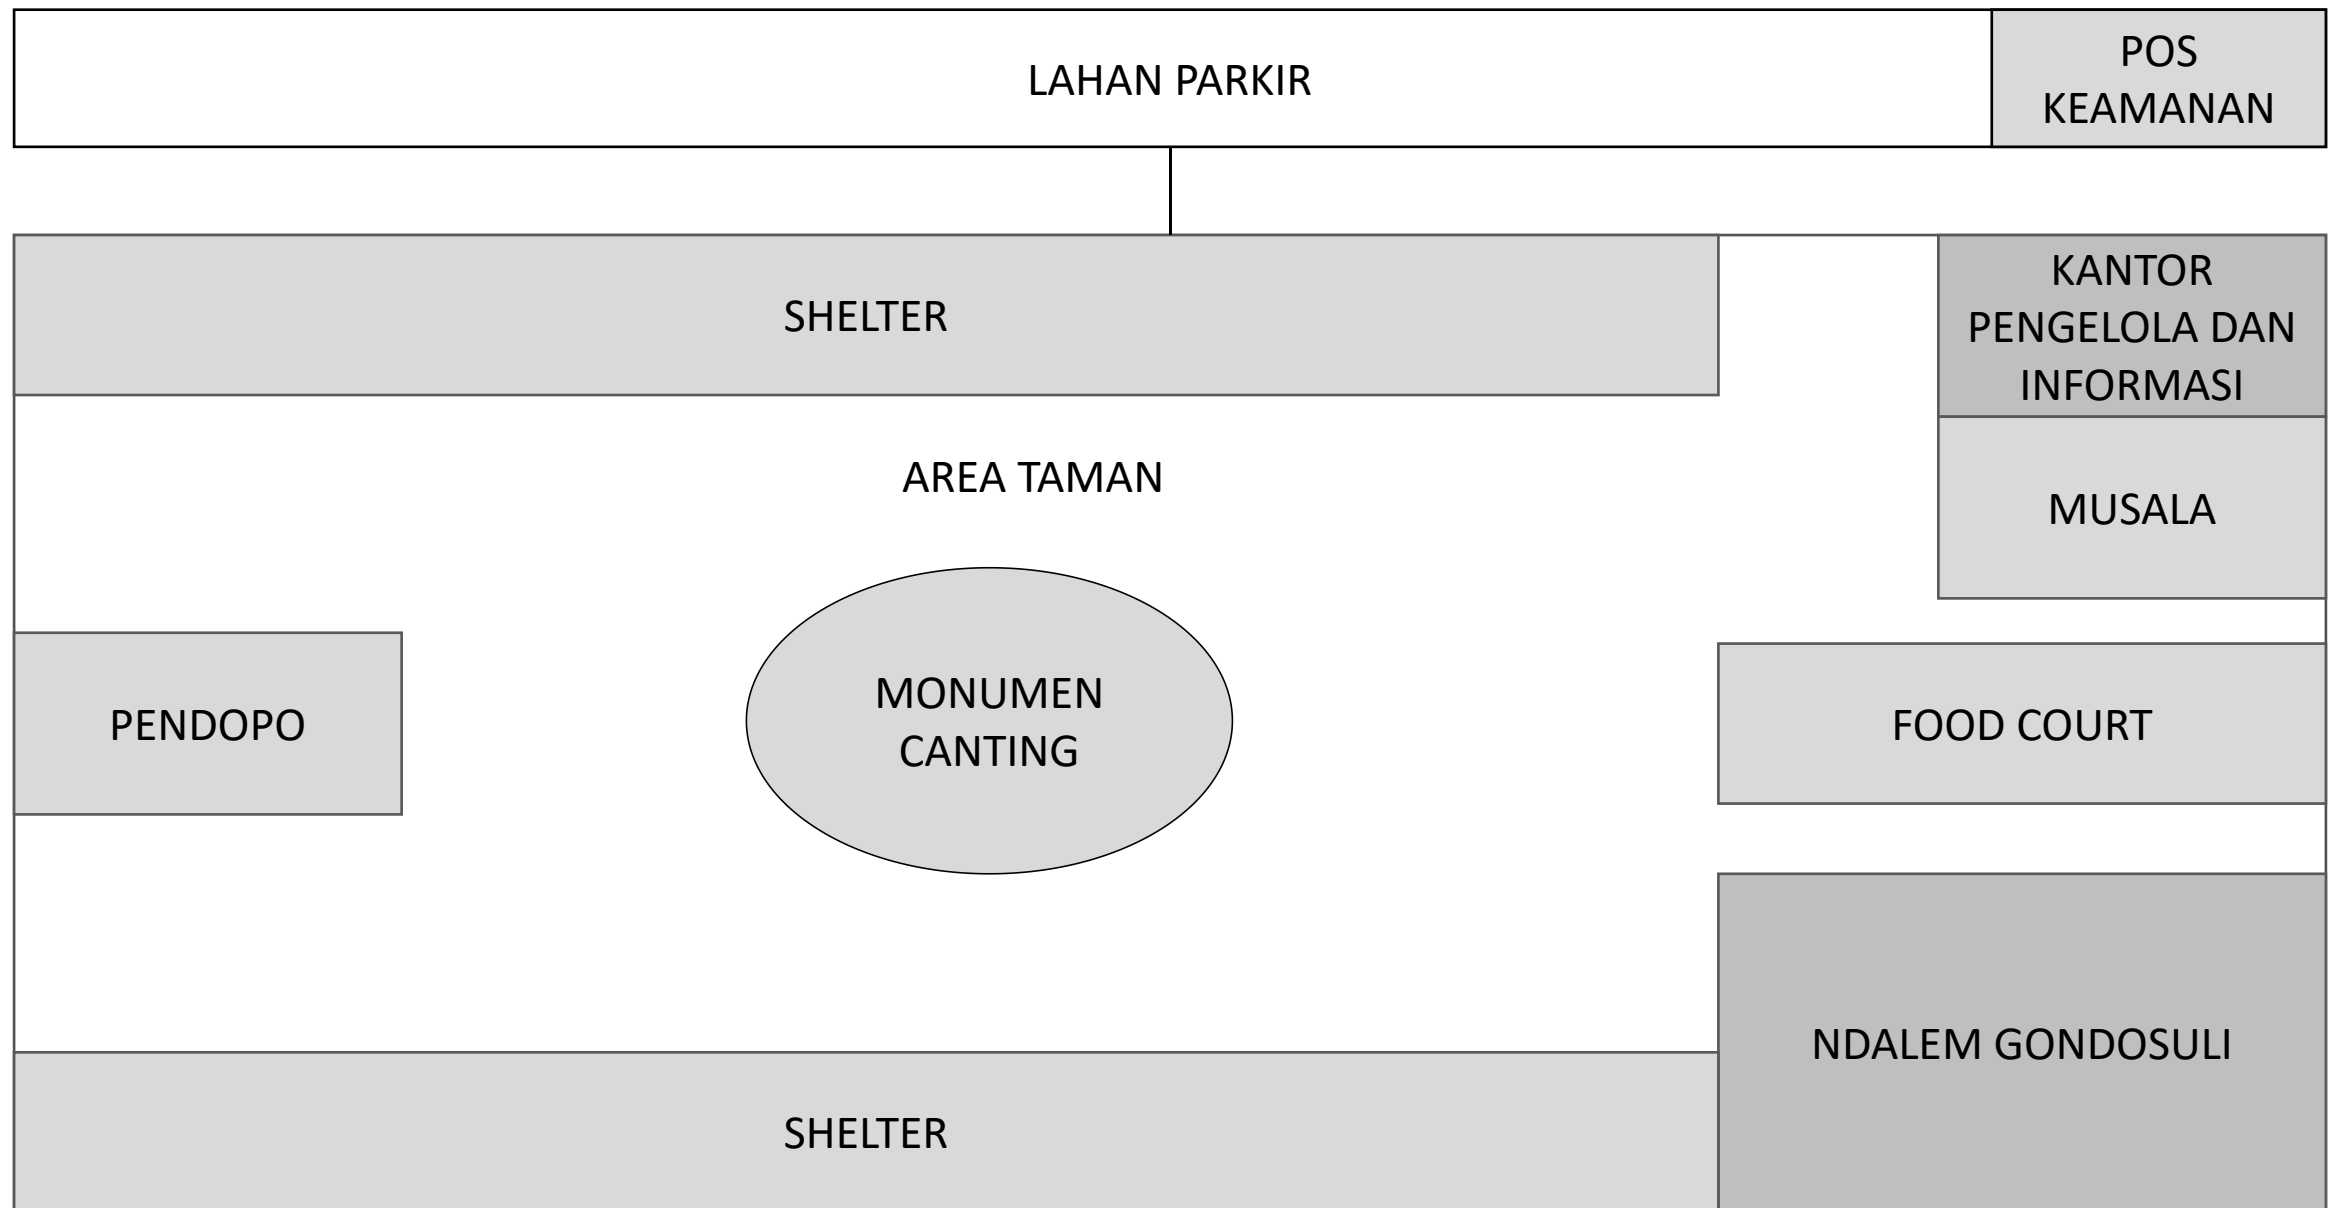 LAHAN PARKIR
POS
KEAMANAN
SHELTER
KANTOR
PENGELOLA DAN
INFORMASI
AREA TAMAN
MUSALA
PENDOPO
MONUMEN
CANTING
FOOD COURT
NDALEM GONDOSULI
SHELTER